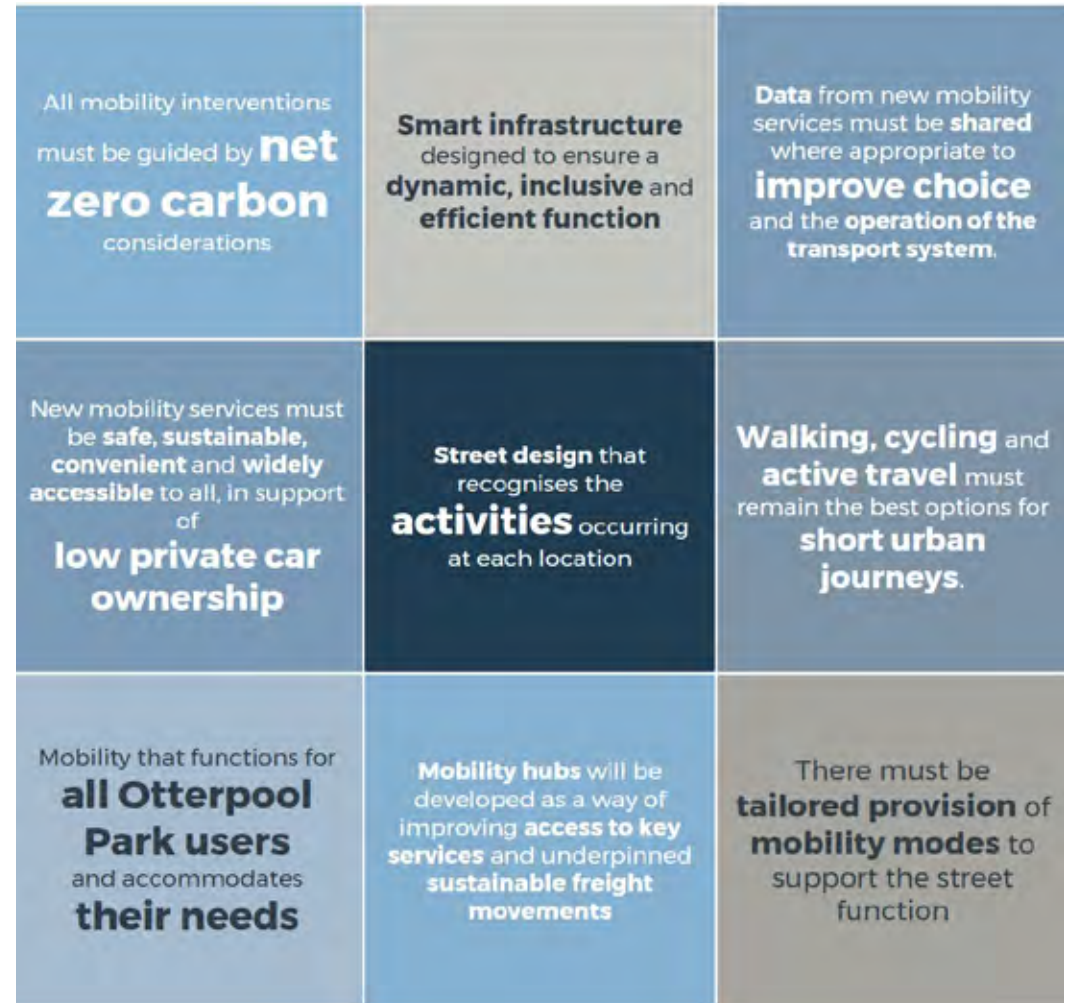 All mobility interventions
must be guided by net
zero carbon
considerations
Smart infrastructure
designed to ensure a
dynamic, inclusive and
efficient function
Data from new mobility
services must be shared
where appropriate to
improve choice
and the operation of the
transport system.
New mobility services must
be safe, sustainable,
convenient and widely
accessible to all, in support
of
low private car
ownership
Street design that
recognises the
activities occurring
at each location
Walking, cycling and
active travel must
remain the best options for
short urban
journeys.
Mobility that functions for
all Otterpool
Park users
and accommodates
their needs
Mobility hubs will be
developed as a way of
improving access to key
services and underpinned
sustainable freight
movements
There must be
tailored provision of
mobility modes to
support the street
function